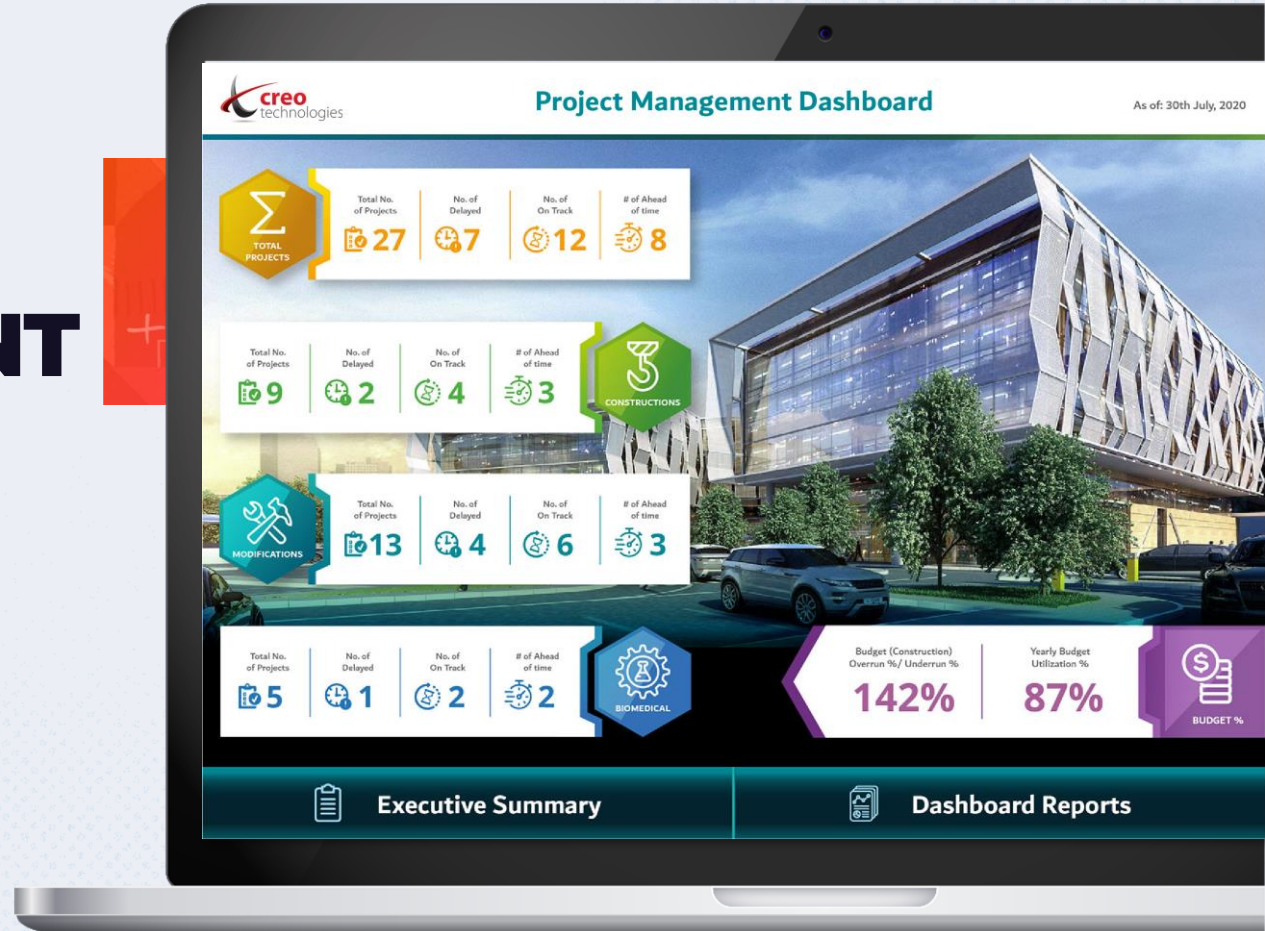 creo
technologies
Project Management Dashboard
As of: 30th July, 2020
TOTAL
PROJECTS
Total No.
of Projects
27
No. of
Delayed
7
No. of
On Track
12
# of Ahead
of time
8
NT
Total No.
of Projects
9
No. of
Delayed
2
No. of
On Track
4
# of Ahead
of time
3
CONSTRUCTIONS
MODIFICATIONS
Total No.
of Projects
13
No. of
Delayed
4
No. of
On Track
6
# of Ahead
of time
3
Total No.
of Projects
5
No. of
Delayed
1
No. of
On Track
2
# of Ahead
of time
2
BIOMEDICAL
Budget (Construction)
Overrun %/ Underrun %
142%
Yearly Budget
Utilization %
87%
BUDGET %
Executive Summary
Dashboard Reports